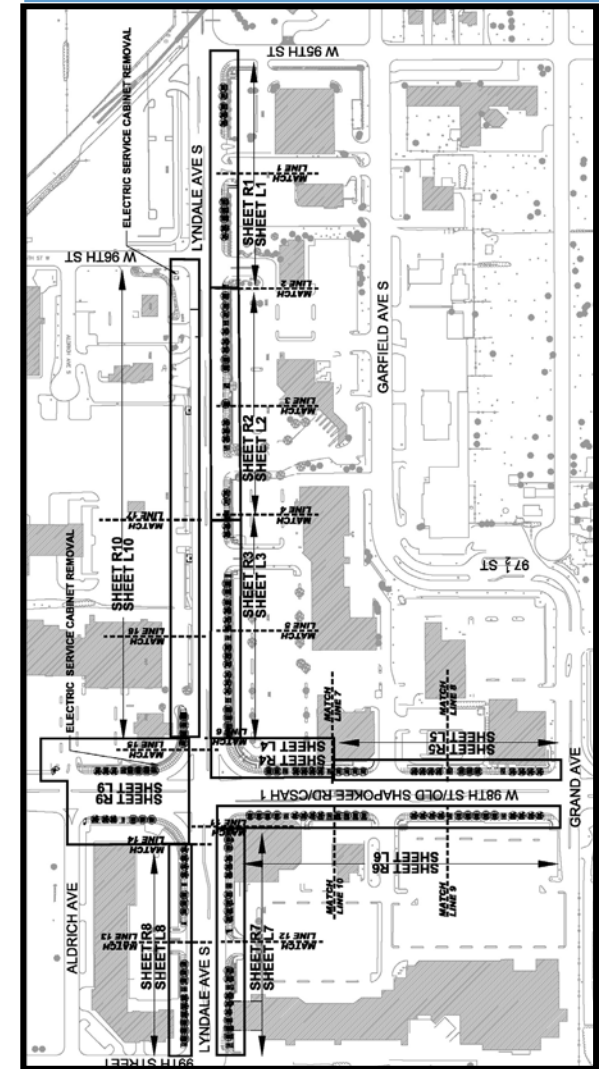 W 95TH ST
ELECTRIC SERVICE CABINET REMOVAL
LYNDALE AVE S
MATCH
LINE 1
SHEET R1
SHEET L1
W 96TH ST
MATCH
LINE 2
GARFIELD AVE S
MATCH
LINE 3
SHEET R2
SHEET L2
MATCH
LINE 4
MATCH
LINE 17
SHEET R10
SHEET L10
ELECTRIC SERVICE CABINET REMOVAL
SHEET R3
SHEET L3
97 ½ ST
MATCH
LINE 5
MATCH
LINE 16
MATCH
LINE 7
MATCH
LINE 8
MATCH
LINE 6
MATCH
LINE 15
SHEET R4
SHEET L4
SHEET R5
SHEET L5
SHEET R9
SHEET L9
W 98TH ST/OLD SHAPOKEE RD/CSAH 1
GRAND AVE
MATCH
LINE 11
MATCH
LINE 14
SHEET R6
SHEET L6
MATCH
LINE 10
MATCH
LINE 9
ALDRICH AVE
SHEET R8
SHEET L8
MATCH
LINE 13
LYNDALE AVE S
SHEET R7
SHEET L7
MATCH
LINE 12
99TH STREET